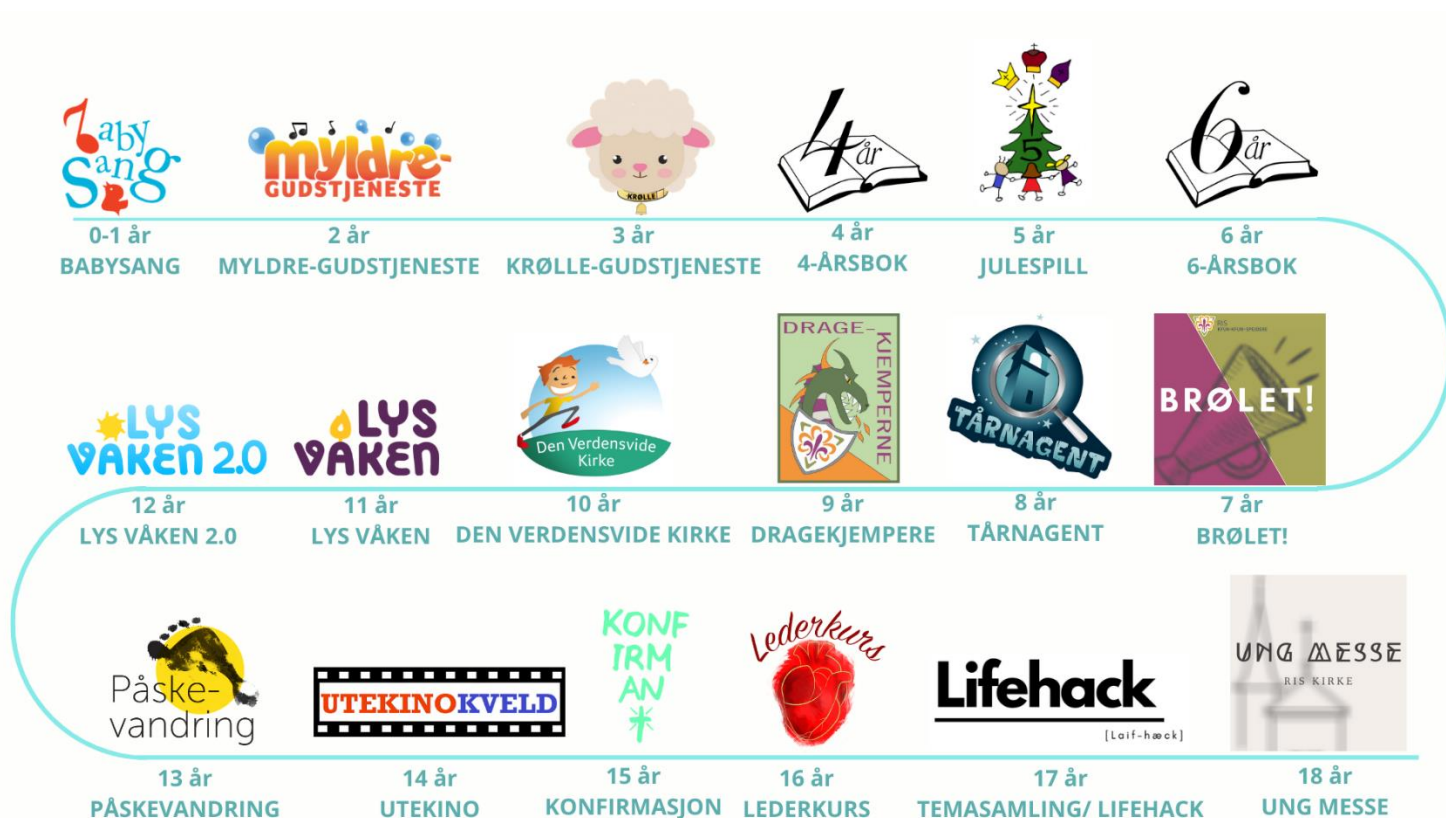 baby
Sang
myldre-
GUDSTJENESTE
KRØLLE!
4 år
5
6 år
0-1 år
2 år
3 år
4 år
5 år
6 år
BABYSANG
MYLDRE-GUDSTJENESTE
KRØLLE-GUDSTJENESTE
4-ÅRSBOK
JULESPILL
6-ÅRSBOK
LYS
VÅKEN 2.0
LYS
VÅKEN
Den Verdensvide
Kirke
DRAGE-
KJEMPERNE
TÅRNAGENT
RIS
BRØLET!
12 år
11 år
10 år
9 år
8 år
7 år
LYS VÅKEN 2.0
LYS VÅKEN
DEN VERDENSVIDE KIRKE
DRAGEKJEMPERE
TÅRNAGENT
BRØLET!
Påske-
vandring
UTEKINOKVELD
KONF
IRM
AN
Lederkurs
Lifehack
[Laif-hæck]
UNG MESSE
RIS KIRKE
13 år
14 år
15 år
16 år
17 år
18 år
PÅSKEVANDRING
UTEKINO
KONFIRMASJON
LEDERKURS
TEMASAMLING/ LIFEHACK
UNG MESSE